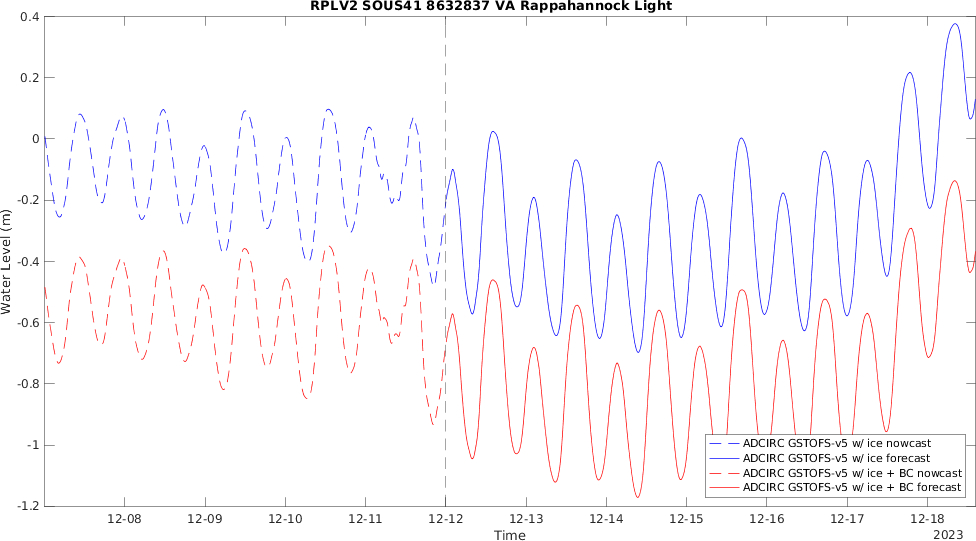 RPLV2 SOUS41 8632837 VA Rappahannock Light
0.4
0.2
0
-0.2
-0.4
-0.6
-0.8
-1
-1.2
Water Level (m)
ADCIRC GSTOFS-v5 w/ ice nowcast
ADCIRC GSTOFS-v5 w/ ice forecast
ADCIRC GSTOFS-v5 w/ ice + BC nowcast
ADCIRC GSTOFS-v5 w/ ice + BC forecast
12-08 12-09 12-10 12-11 12-12 12-13 12-14 12-15 12-16 12-17 12-18
Time
2023